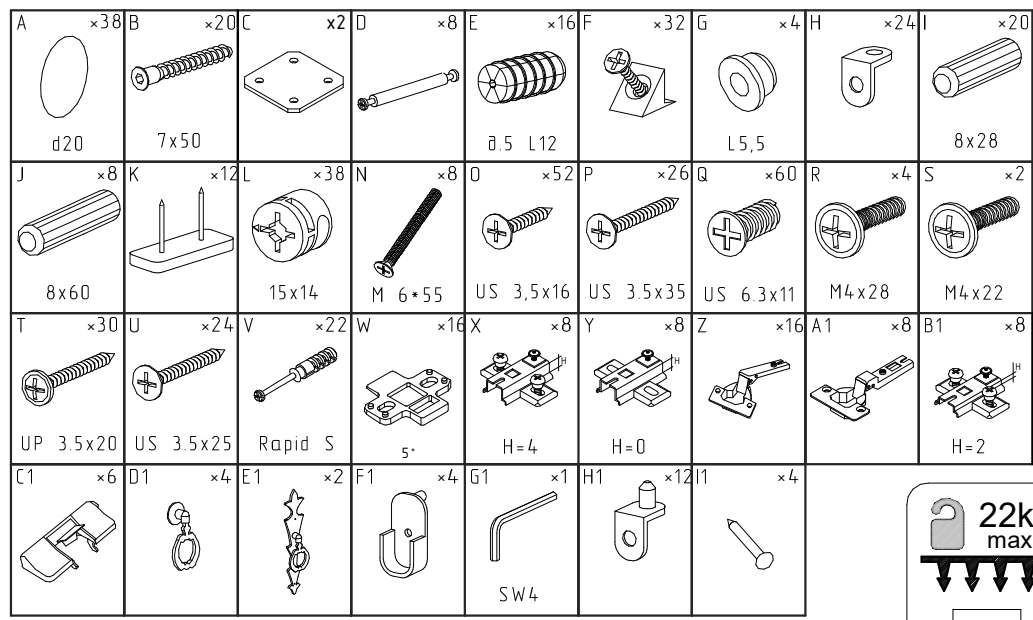 A ×38 B ×20 C x2 D ×8 E ×16 F ×32 G ×4 H ×24 I ×20
d20 7x50 a.5 L12 L5,5 8x28
J ×8 K ×12 L ×38 N ×8 O ×52 P ×26 Q ×60 R ×4 S ×2
8x60 15x14 M 6*55 US 3,5x16 US 3.5x35 US 6.3x11 M4x28 M4x22
T ×30 U ×24 V ×22 W ×16 X ×8 Y ×8 Z ×16 A1 ×8 B1 ×8
H H H
UP 3.5x20 US 3.5x25 Rapid S 5° H=4 H=0 H=2
C1 ×6 D1 ×4 E1 ×2 F1 ×4 G1 ×1 H1 ×12 I1 ×4
SW4
22k
max